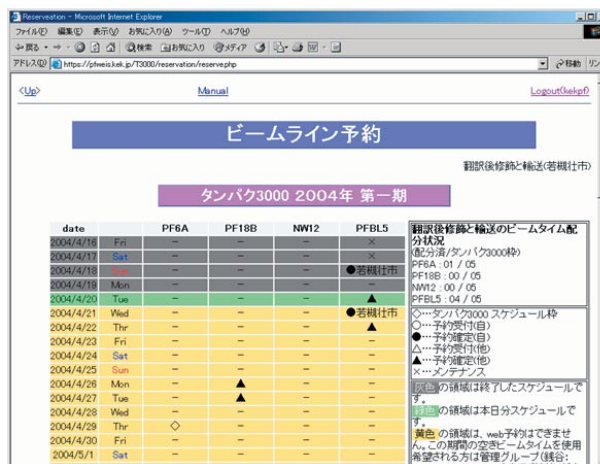 Reserveation - Microsoft Internet Explorer
ファイル(F) 編集(E) 表示(V) お気に入り(A) ツール(T) ヘルプ(H)
戻る 検索 お気に入り メディア
アドレス(D) https://pfweis.kek.jp/T3000/reservation/reserve.php 移動 リン
<Up> Manual Logout(kekpf)
ビームライン予約
翻訳後修飾と輸送(若槻壮市)
タンパク3000 2004年 第一期
date PF6A PF18B NW12 PFBL5
2004/4/16 Fri － － － ×
2004/4/17 Sat － － － ×
2004/4/18 Sun － － － ●若槻壮市
2004/4/19 Mon － － － －
2004/4/20 Tue － － － ▲
2004/4/21 Wed － － － ●若槻壮市
2004/4/22 Thr － － － ▲
2004/4/23 Fri － － － －
2004/4/24 Sat － － － －
2004/4/25 Sun － － － －
2004/4/26 Mon － ▲ － －
2004/4/27 Tue － ▲ － －
2004/4/28 Wed － － － －
2004/4/29 Thr ◇ － － －
2004/4/30 Fri － － － －
2004/5/1 Sat － － － －
翻訳後修飾と輸送のビームタイム配
分状況
(配分済/タンパク3000枠)
PF6A : 01 / 05
PF18B : 00 / 05
NW12 : 00 / 05
PFBL5 : 04 / 05
◇…タンパク3000 スケジュール枠
○…予約受付(自)
●…予約確定(自)
△…予約受付(他)
▲…予約確定(他)
×…メンテナンス
灰色 の領域は終了したスケジュールで
す。
緑色 の領域は本日分スケジュールで
す。
黄色 の領域は、web予約はできませ
ん。この期間の空きビームタイムを使用
希望される方は管理グループ(銭谷: